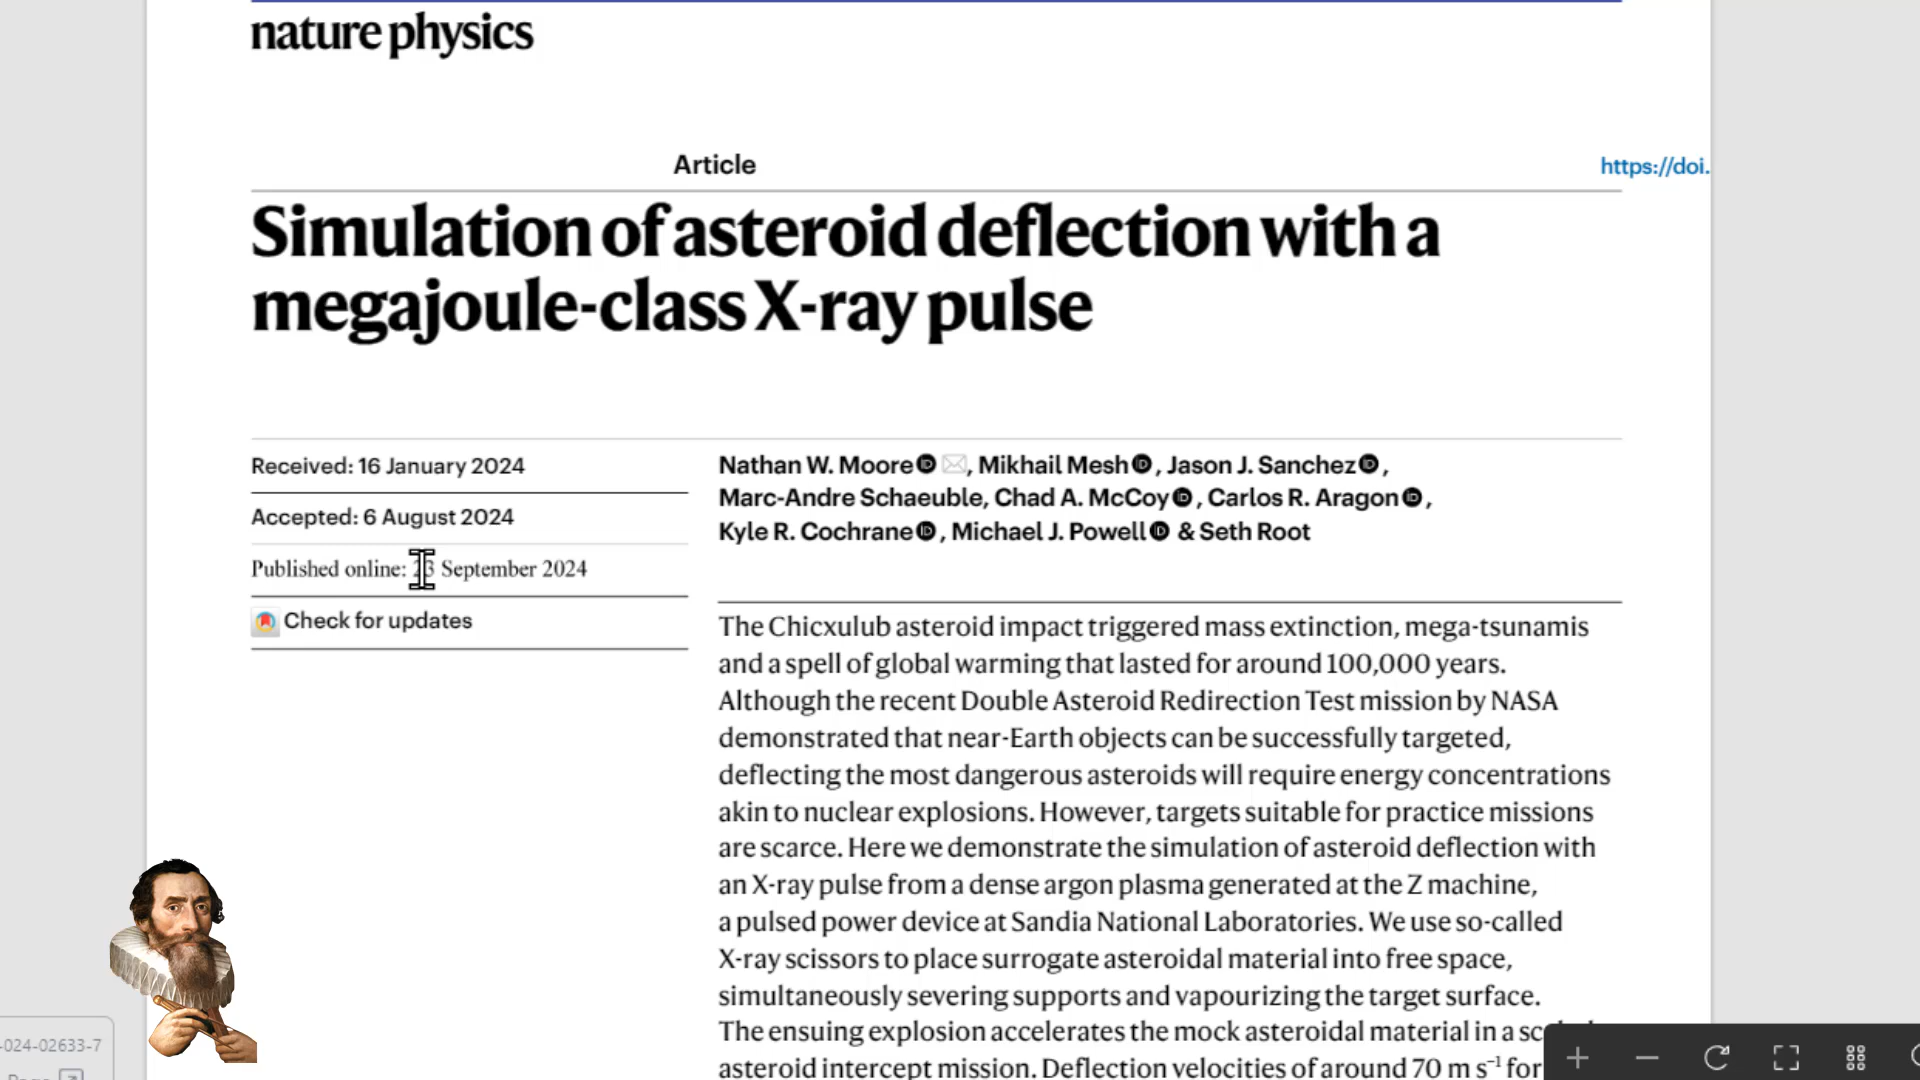 nature physics
Article
https://doi.
Simulation of asteroid deflection with a
megajoule-class X-ray pulse
Received: 16 January 2024
Accepted: 6 August 2024
Published online: 23 September 2024
Check for updates
Nathan W. Moore, Mikhail Mesh, Jason J. Sanchez,
Marc-Andre Schaeuble, Chad A. McCoy, Carlos R. Aragon,
Kyle R. Cochrane, Michael J. Powell & Seth Root
The Chicxulub asteroid impact triggered mass extinction, mega-tsunamis
and a spell of global warming that lasted for around 100,000 years.
Although the recent Double Asteroid Redirection Test mission by NASA
demonstrated that near-Earth objects can be successfully targeted,
deflecting the most dangerous asteroids will require energy concentrations
akin to nuclear explosions. However, targets suitable for practice missions
are scarce. Here we demonstrate the simulation of asteroid deflection with
an X-ray pulse from a dense argon plasma generated at the Z machine,
a pulsed power device at Sandia National Laboratories. We use so-called
X-ray scissors to place surrogate asteroidal material into free space,
simultaneously severing supports and vapourizing the target surface.
The ensuing explosion accelerates the mock asteroidal material in a scaled
asteroid intercept mission. Deflection velocities of around 70 m s⁻¹ for
-024-02633-7